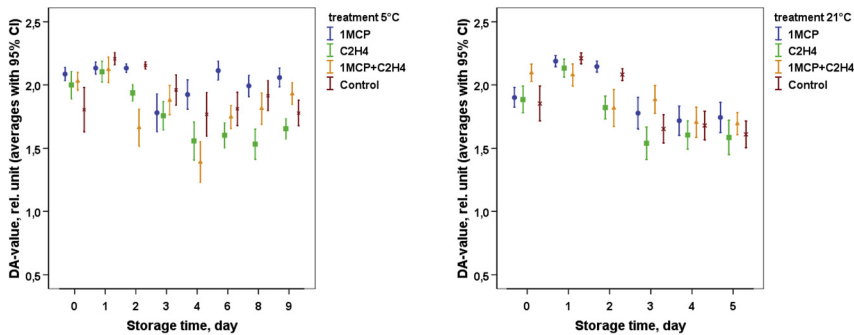 DA-value, rel. unit (averages with 95% CI)
2,5
2,0
1,5
1,0
0,5
0 1 2 3 4 6 8 9
Storage time, day
treatment 5°C
1MCP
C2H4
1MCP+C2H4
Control
DA-value, rel. unit (averages with 95% CI)
2,5
2,0
1,5
1,0
0,5
0 1 2 3 4 5
Storage time, day
treatment 21°C
1MCP
C2H4
1MCP+C2H4
Control